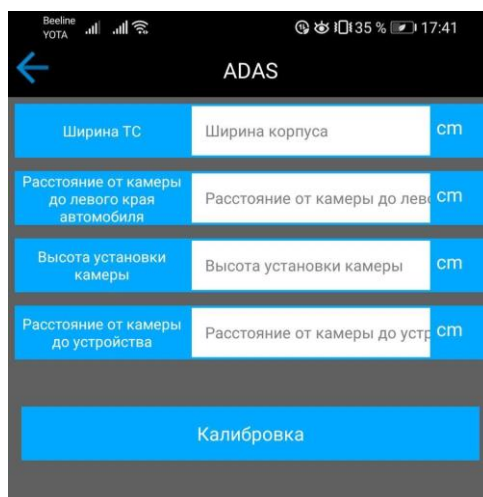 Beeline
YOTA
35 % 17:41
ADAS
Ширина ТС
Ширина корпуса
cm
Расстояние от камеры
до левого края
автомобиля
Расстояние от камеры до лево
cm
Высота установки
камеры
Высота установки камеры
cm
Расстояние от камеры
до устройства
Расстояние от камеры до устр
cm
Калибровка